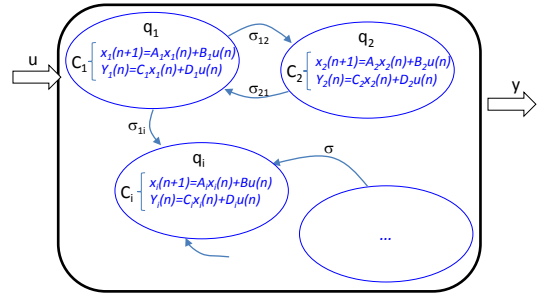 q₁
C₁
x₁(n+1)=A₁x₁(n)+B₁u(n)
Y₁(n)=C₁x₁(n)+D₁u(n)
σ₁₂
q₂
C₂
x₂(n+1)=A₂x₂(n)+B₂u(n)
Y₂(n)=C₂x₂(n)+D₂u(n)
u
y
σ₂₁
σ₁ᵢ
qᵢ
Cᵢ
xᵢ(n+1)=Aᵢxᵢ(n)+Bu(n)
Yᵢ(n)=Cᵢxᵢ(n)+Dᵢu(n)
σ
...